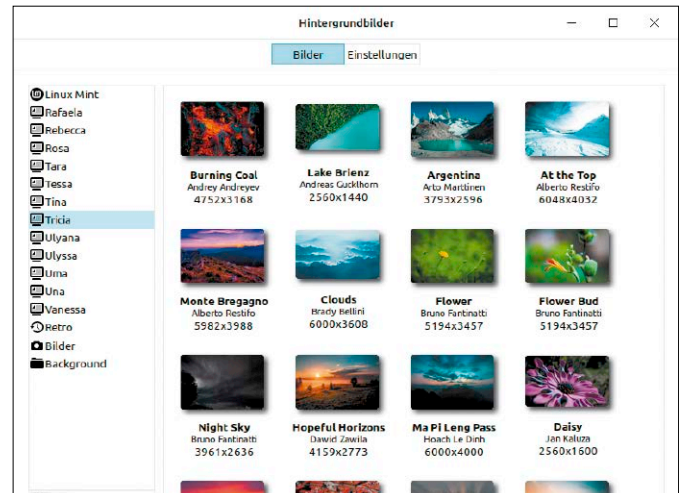 Hintergrundbilder
Bilder Einstellungen
Linux Mint
Rafaela
Rebecca
Rosa
Tara
Tessa
Tina
Tricia
Ulyana
Ulyssa
Uma
Una
Vanessa
Retro
Bilder
Background
Burning Coal
Andrey Andreyev
4752x3168
Lake Brienz
Andreas Gucklhorn
2560x1440
Argentina
Arto Marttinen
3793x2596
At the Top
Alberto Restifo
6048x4032
Monte Bregagno
Alberto Restifo
5982x3988
Clouds
Brady Bellini
6000x3608
Flower
Bruno Fantinatti
5194x3457
Flower Bud
Bruno Fantinatti
5194x3457
Night Sky
Bruno Fantinatti
3961x2636
Hopeful Horizons
Dawid Zawila
4159x2773
Ma Pi Leng Pass
Hoach Le Dinh
6000x4000
Daisy
Jan Kaluza
2560x1600